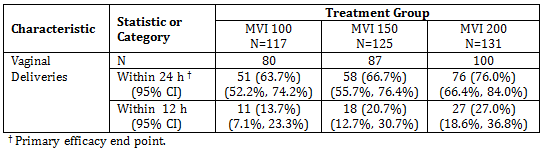 Characteristic Statistic or Category Treatment Group
MVI 100 MVI 150 MVI 200
N=117 N=125 N=131
Vaginal Deliveries N 80 87 100
Within 24 h † 51 (63.7%) 58 (66.7%) 76 (76.0%)
(95% CI) (52.2%, 74.2%) (55.7%, 76.4%) (66.4%, 84.0%)
Within 12 h 11 (13.7%) 18 (20.7%) 27 (27.0%)
(95% CI) (7.1%, 23.3%) (12.7%, 30.7%) (18.6%, 36.8%)
† Primary efficacy end point.